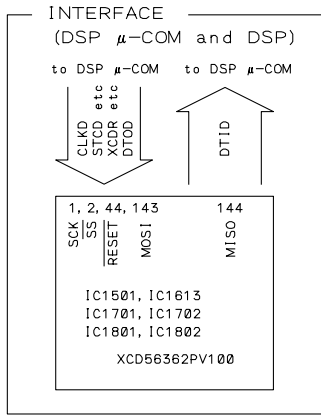 INTERFACE
(DSP μ-COM and DSP)
to DSP μ-COM to DSP μ-COM
CLKD
STCD etc
XCDR etc
DTOD
DTID
1, 2, 44, 143 144
SCK
SS
RESET
MOSI
MISO
IC1501, IC1613
IC1701, IC1702
IC1801, IC1802
XCD56362PV100